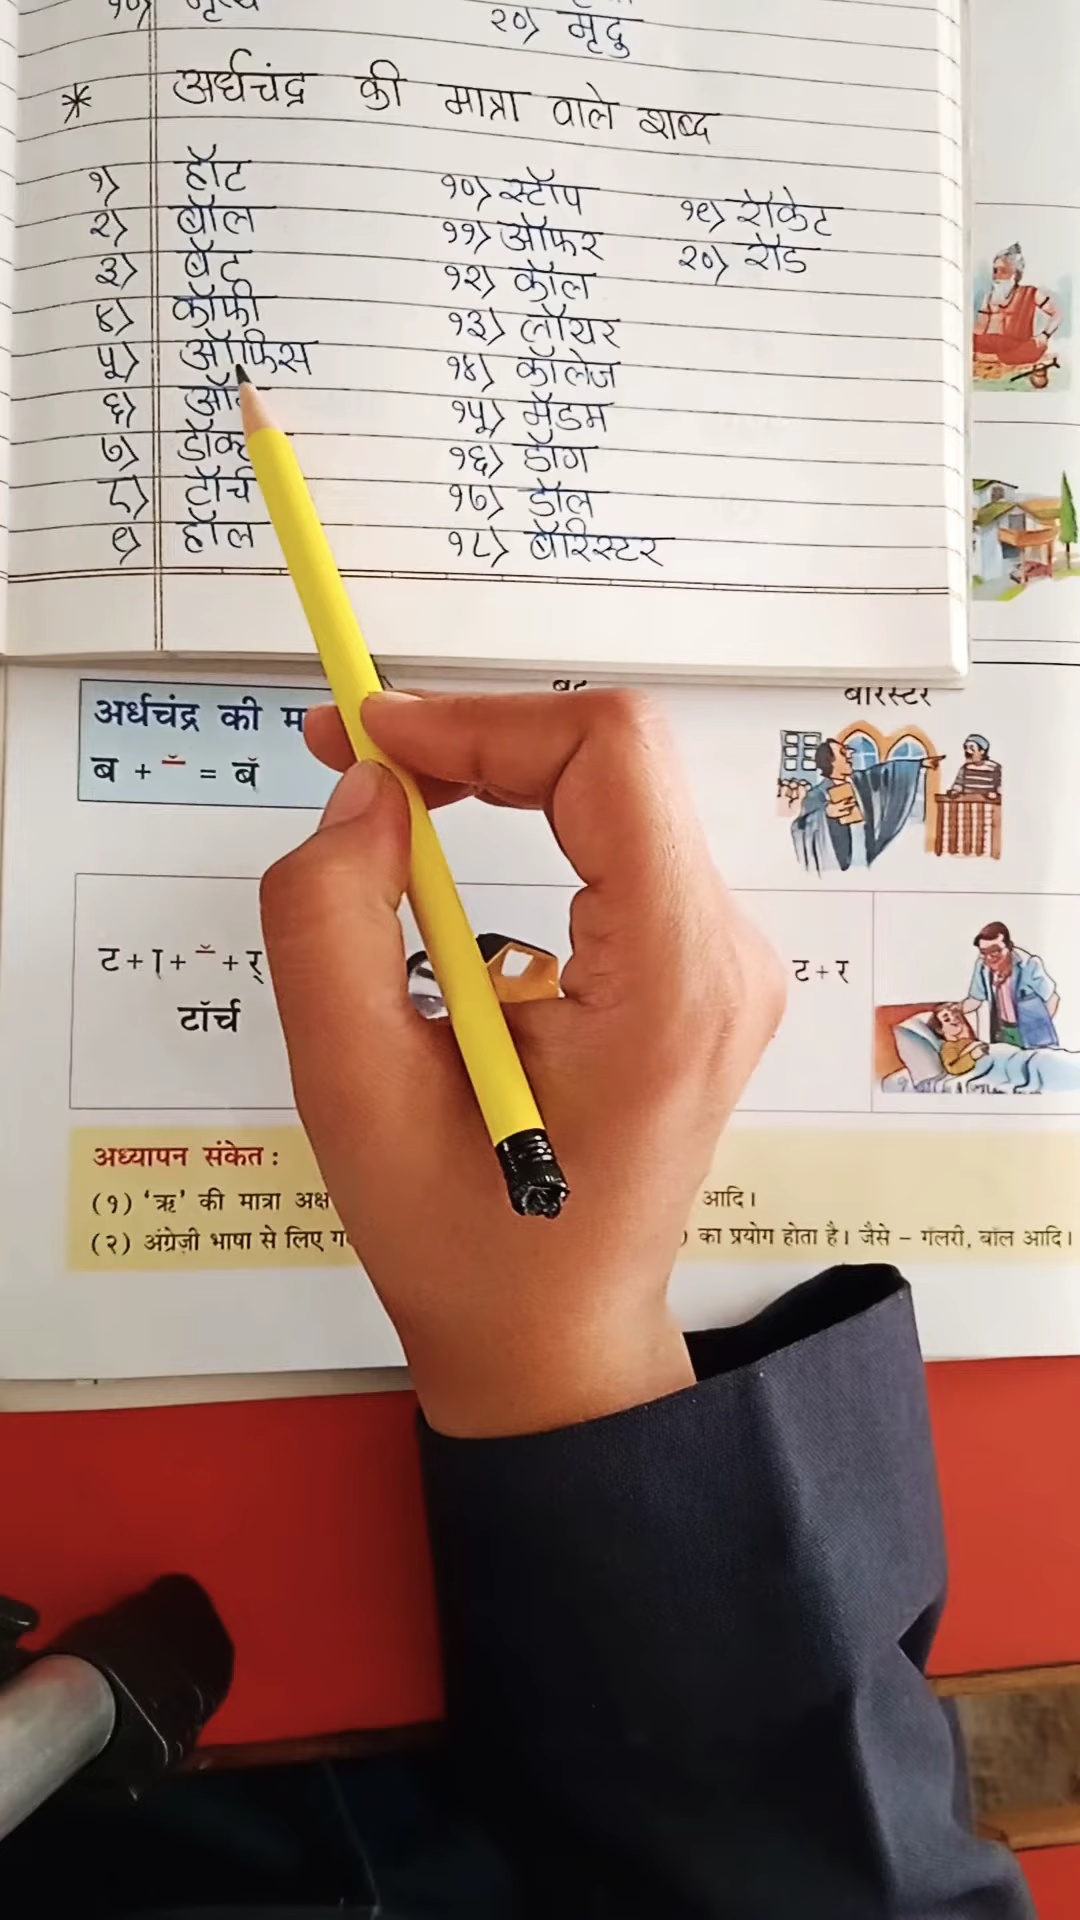 २०) मृदु
* अर्धचंद्र की मात्रा वाले शब्द
१) हॉट
२) बॉल
३) बॅट
४) कॉफी
५) ऑफिस
६)
७)
८) टॉर्च
९) हॉल
१०) स्टॉप
११) ऑफर
१२) कॉल
१३) लॉयर
१४) कॉलेज
१५) मॅडम
१६) डॉग
१७) डॉल
१८) बॅरिस्टर
१९) रॉकेट
२०) रॉड
अर्धचंद्र की
ब + ॅ = बॅ
बॅरिस्टर
ट + ा + ॅ + र्
टॉर्च
ट + र
अध्यापन संकेत :
(१) ‘ऋ’ की मात्रा आदि।
(२) अंग्रेज़ी भाषा से लिए का प्रयोग होता है। जैसे – गॅलरी, बॉल आदि।